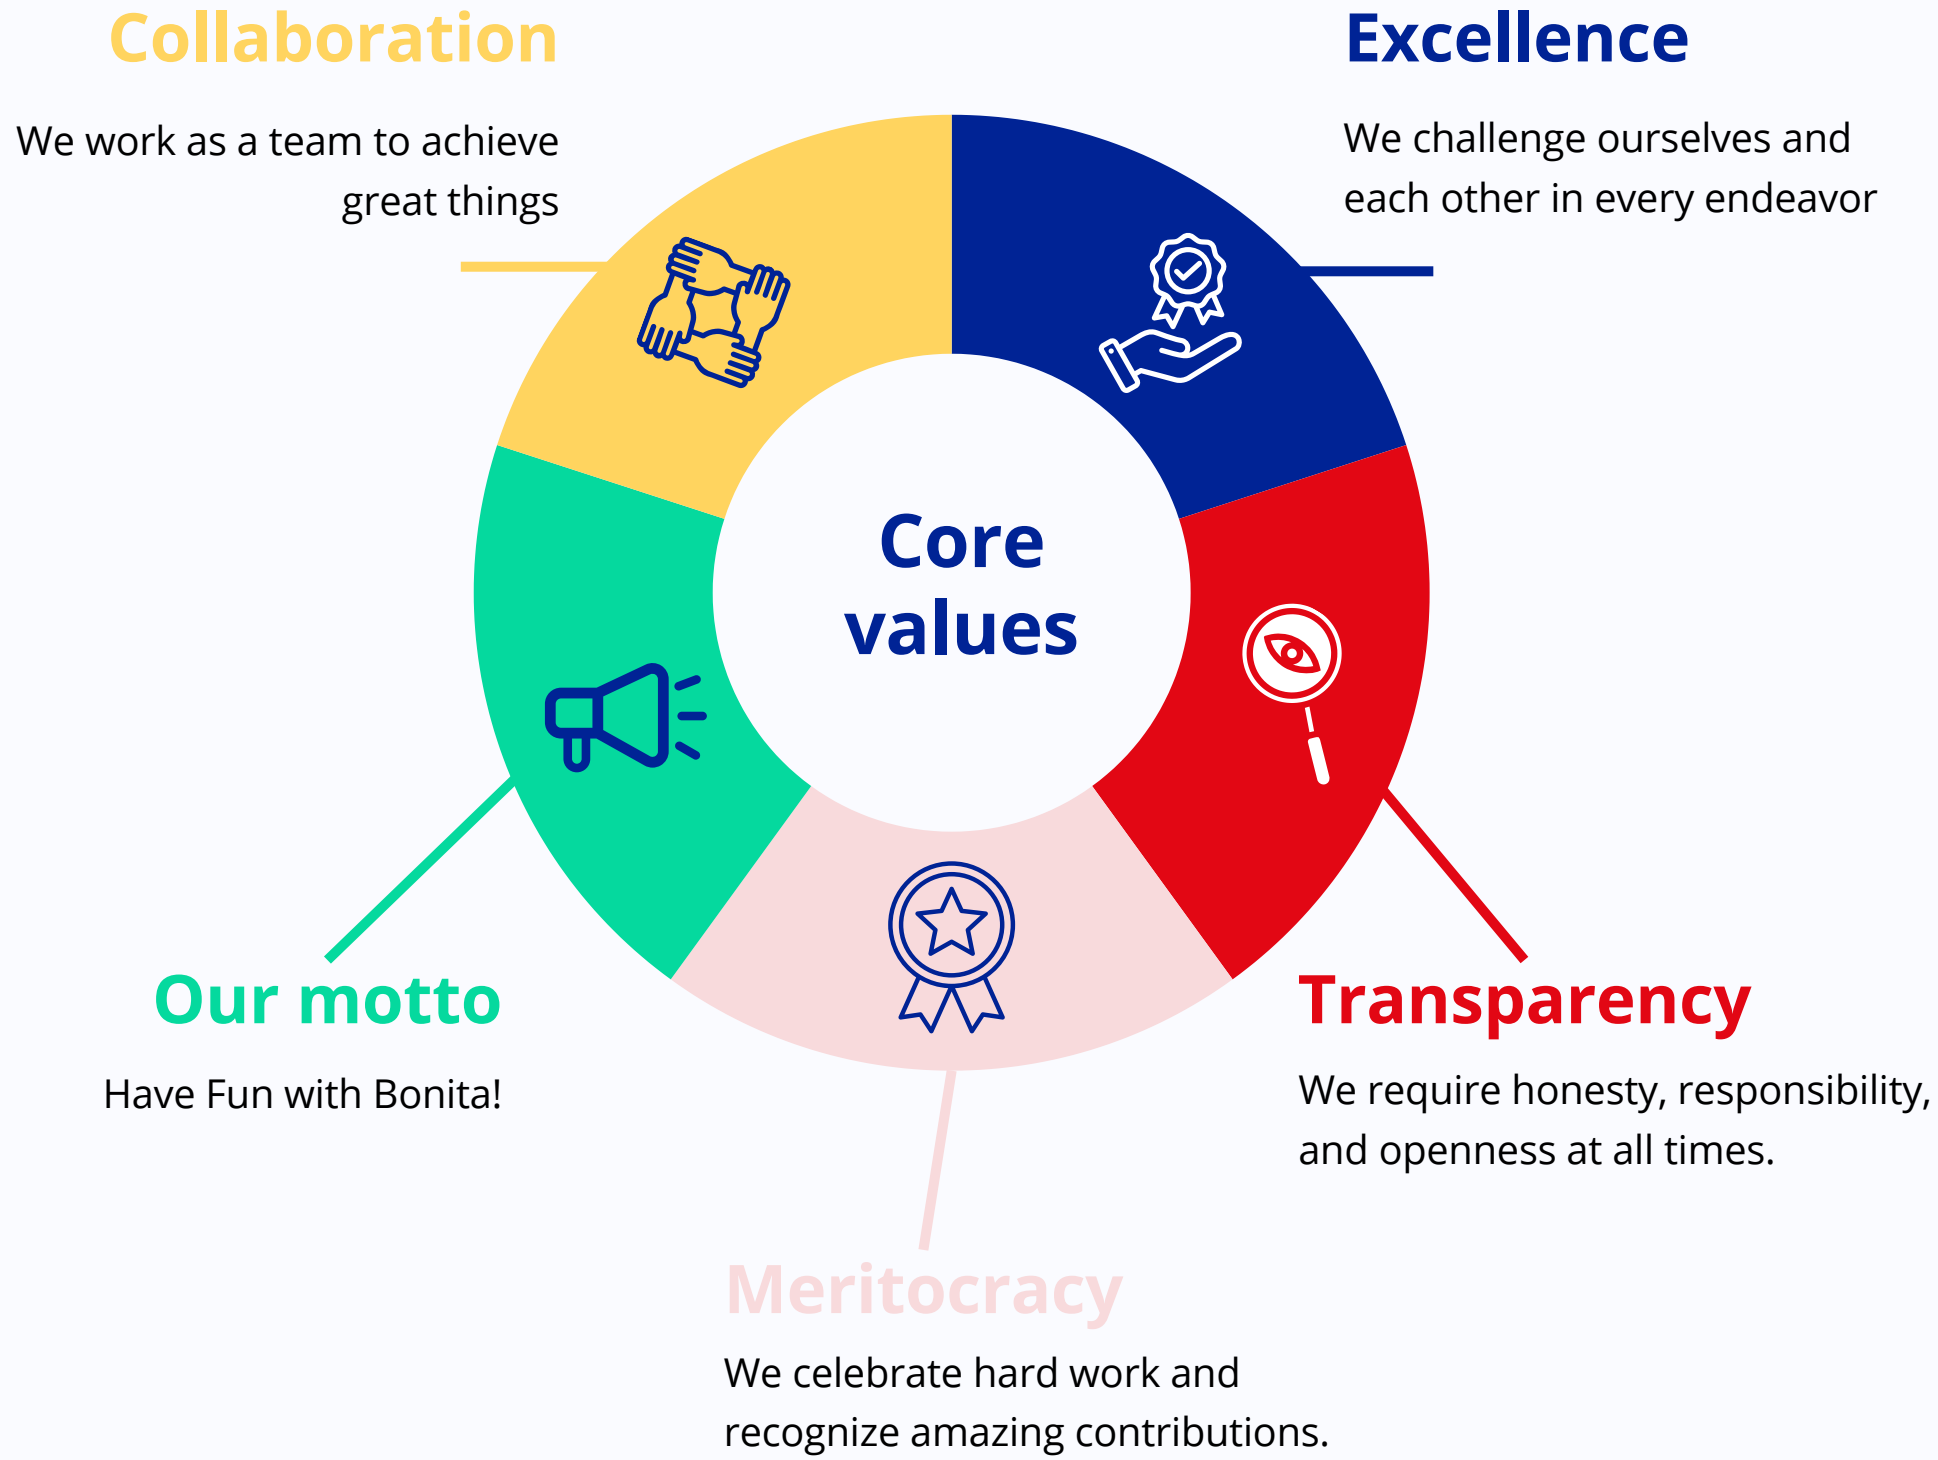 Collaboration
We work as a team to achieve
great things
Excellence
We challenge ourselves and
each other in every endeavor
Core
values
Our motto
Have Fun with Bonita!
Transparency
We require honesty, responsibility,
and openness at all times.
Meritocracy
We celebrate hard work and
recognize amazing contributions.